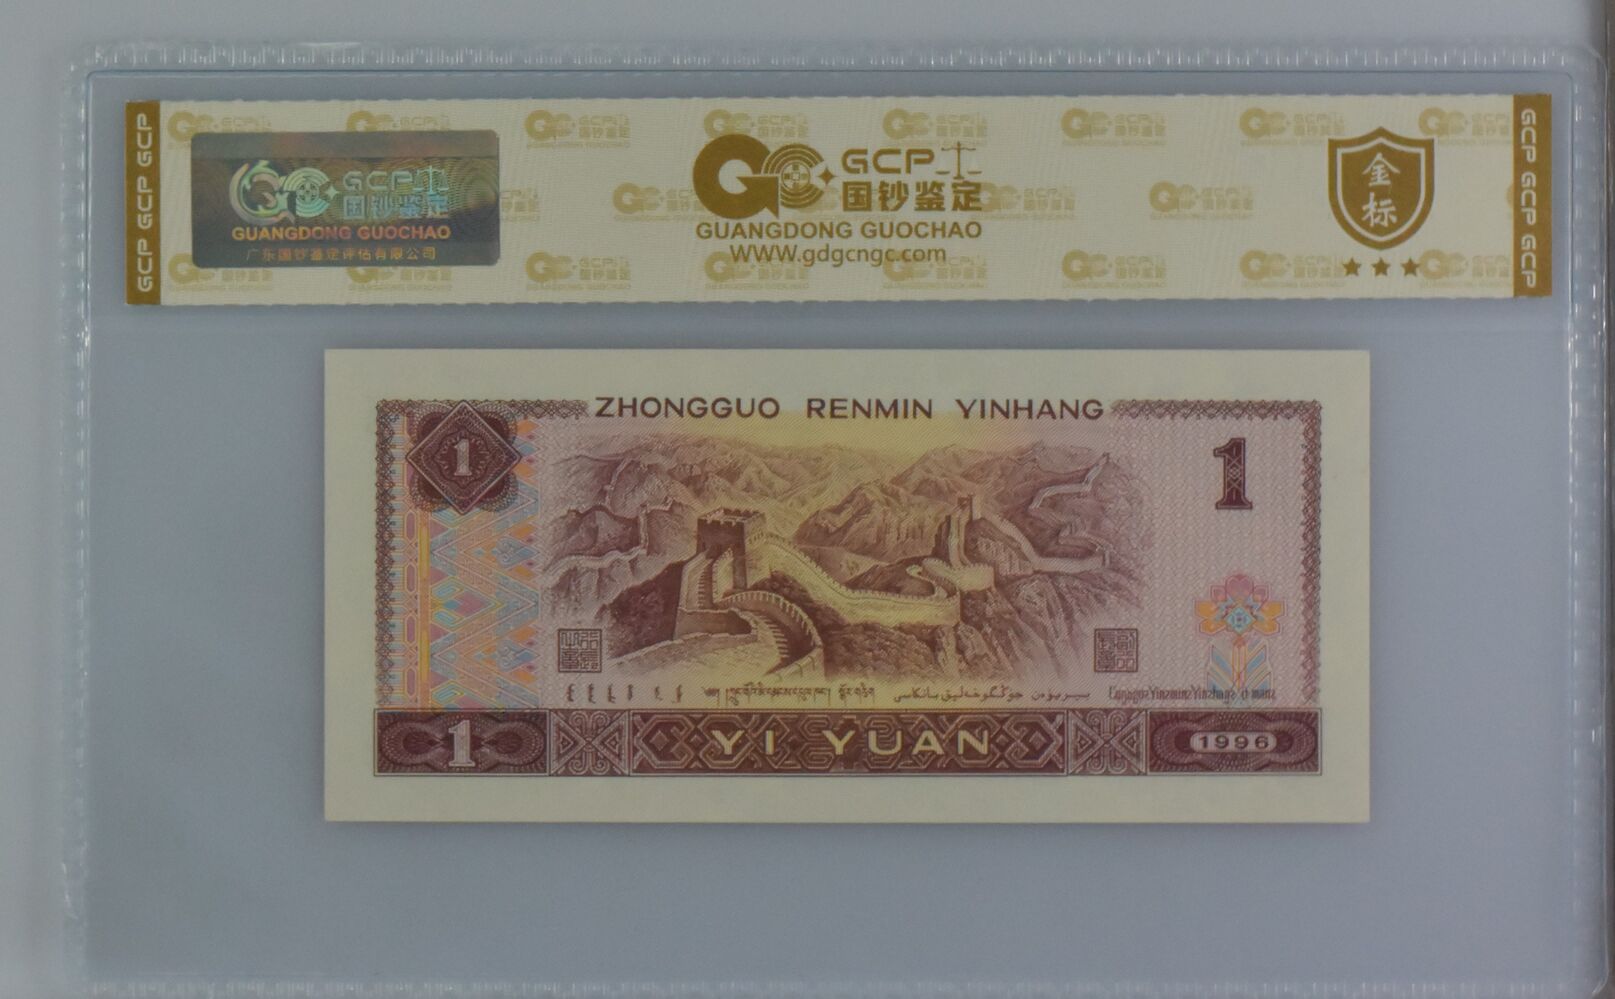 GCP GCP GCP
GCP
国钞鉴定
GUANGDONG GUOCHAO
广东国钞鉴定评估有限公司
GCP
国钞鉴定
GUANGDONG GUOCHAO
WWW.gdgcngc.com
金标
GCP GCP GCP
ZHONGGUO RENMIN YINHANG
1
1
1
YI YUAN
1996